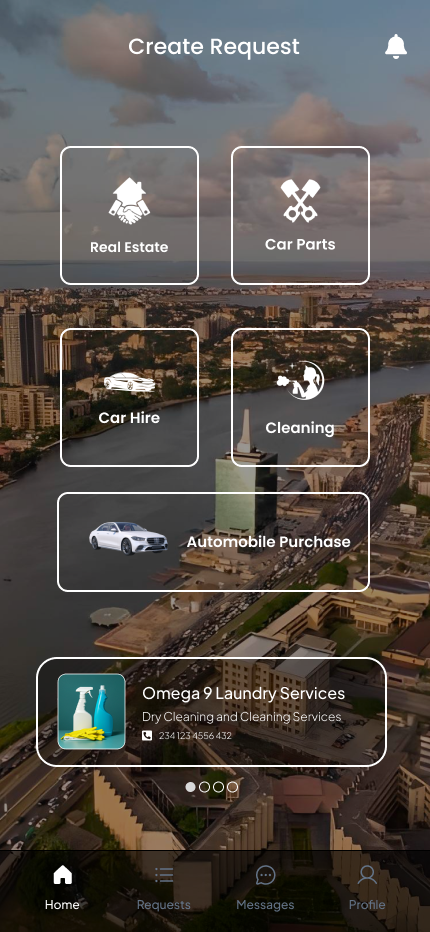 Create Request
Real Estate
Car Parts
Car Hire
Cleaning
Automobile Purchase
Omega 9 Laundry Services
Dry Cleaning and Cleaning Services
234 123 4556 432
Home
Requests
Messages
Profile